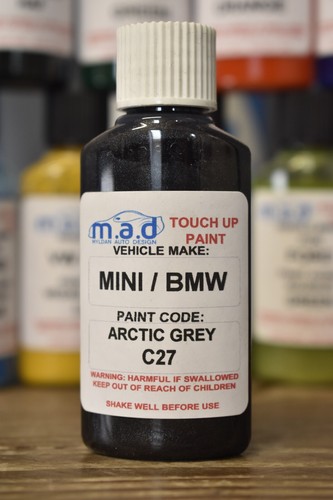 m.a.d
MYLDAN AUTO DESIGN
TOUCH UP
PAINT
VEHICLE MAKE:
MINI / BMW
PAINT CODE:
ARCTIC GREY
C27
WARNING: HARMFUL IF SWALLOWED
KEEP OUT OF REACH OF CHILDREN
SHAKE WELL BEFORE USE